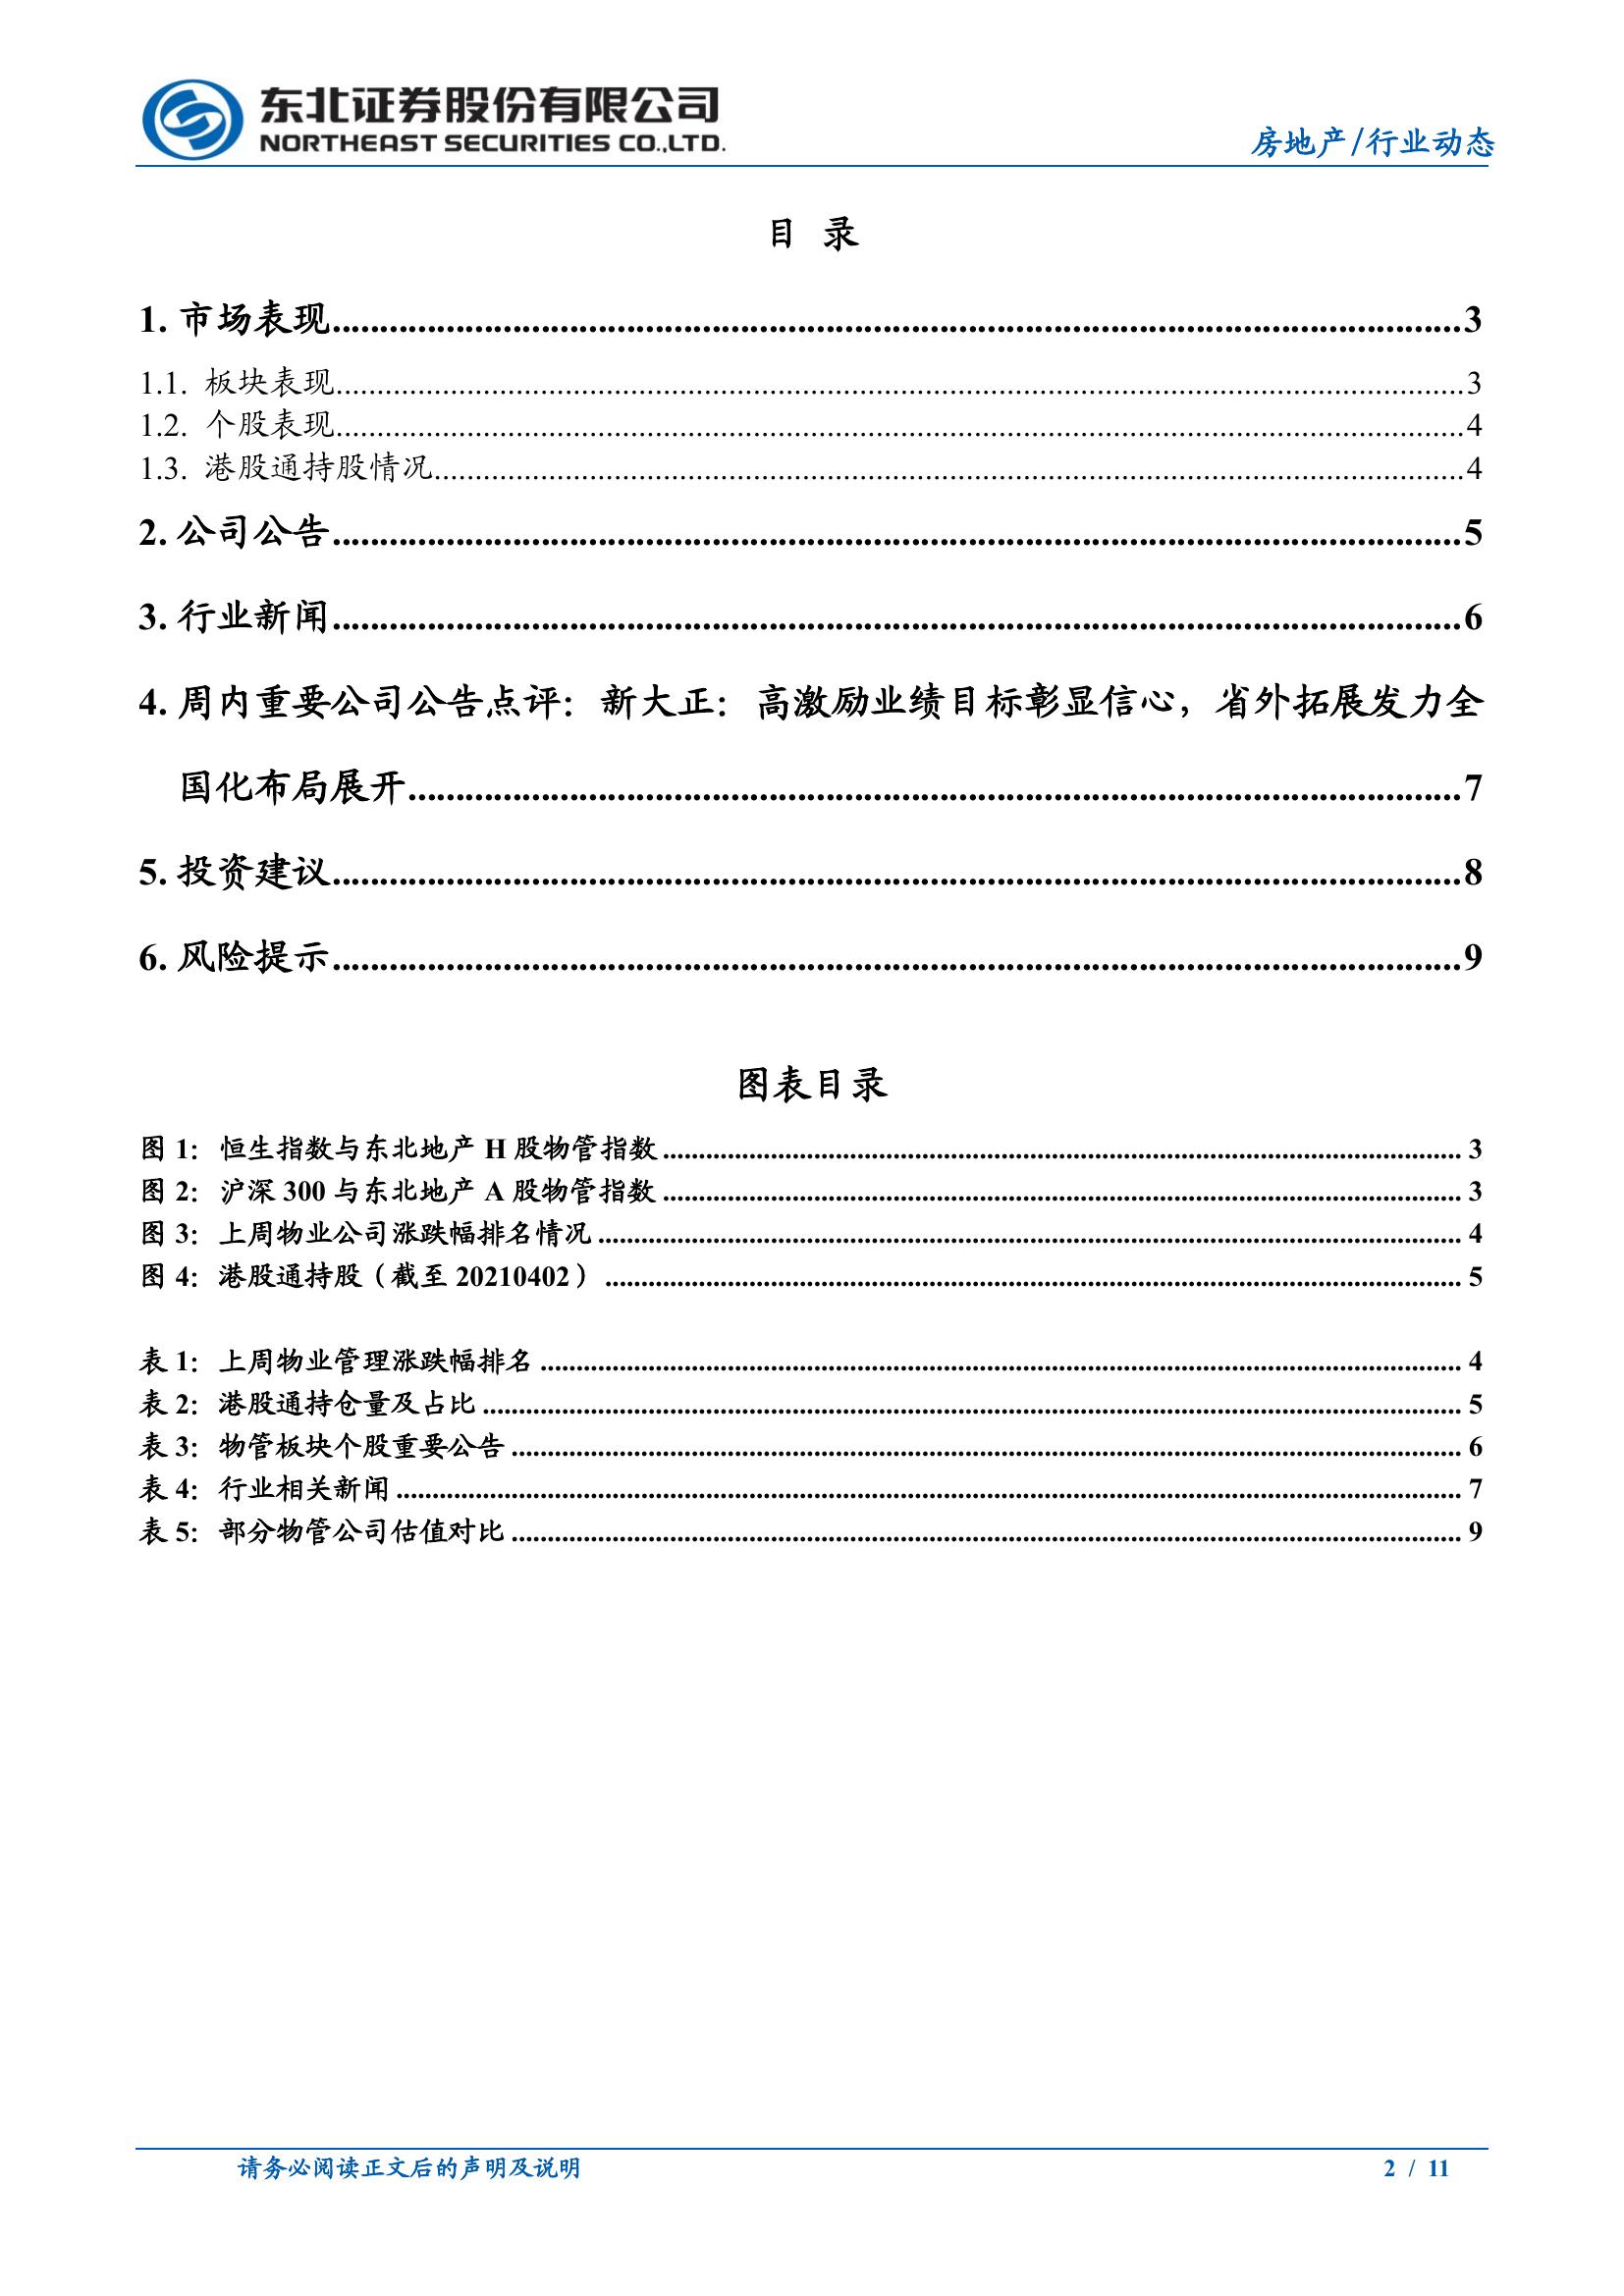 东北证券股份有限公司
NORTHEAST SECURITIES CO.,LTD.
房地产/行业动态
目 录
1. 市场表现......3
1.1. 板块表现......3
1.2. 个股表现......4
1.3. 港股通持股情况......4
2. 公司公告......5
3. 行业新闻......6
4. 周内重要公司公告点评：新大正：高激励业绩目标彰显信心，省外拓展发力全
国化布局展开......7
5. 投资建议......8
6. 风险提示......9
图表目录
图 1：恒生指数与东北地产 H 股物管指数...... 3
图 2：沪深 300 与东北地产 A 股物管指数...... 3
图 3：上周物业公司涨跌幅排名情况...... 4
图 4：港股通持股（截至 20210402）...... 5
表 1：上周物业管理涨跌幅排名...... 4
表 2：港股通持仓量及占比...... 5
表 3：物管板块个股重要公告...... 6
表 4：行业相关新闻...... 7
表 5：部分物管公司估值对比...... 9
请务必阅读正文后的声明及说明
2 / 11